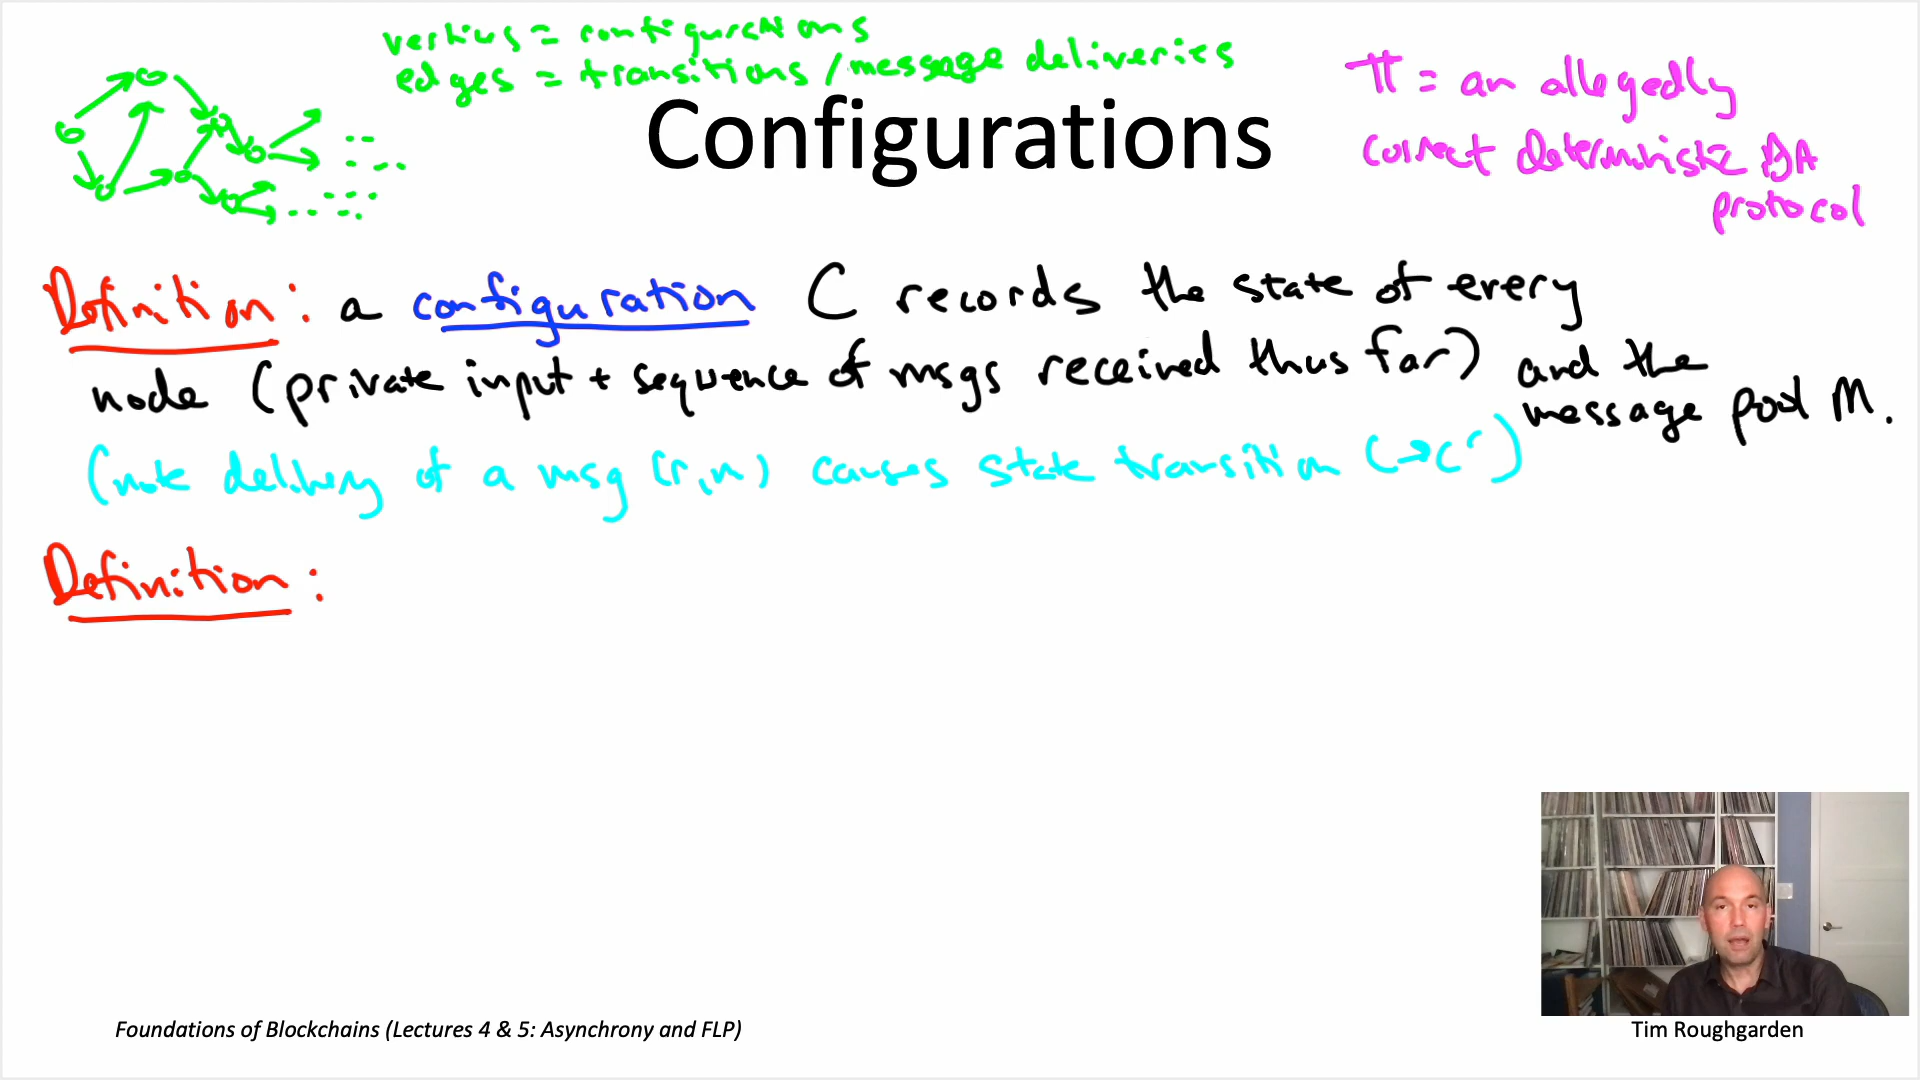 vertices = configurations
edges = transitions / message deliveries
π = an allegedly
correct deterministic BA
protocol
Configurations
Definition: a configuration C records the state of every
node (private input + sequence of msgs received thus far) and the
message pool M.
(note delivery of a msg (r,m) causes state transition C→C')
Definition:
Foundations of Blockchains (Lectures 4 & 5: Asynchrony and FLP)
Tim Roughgarden